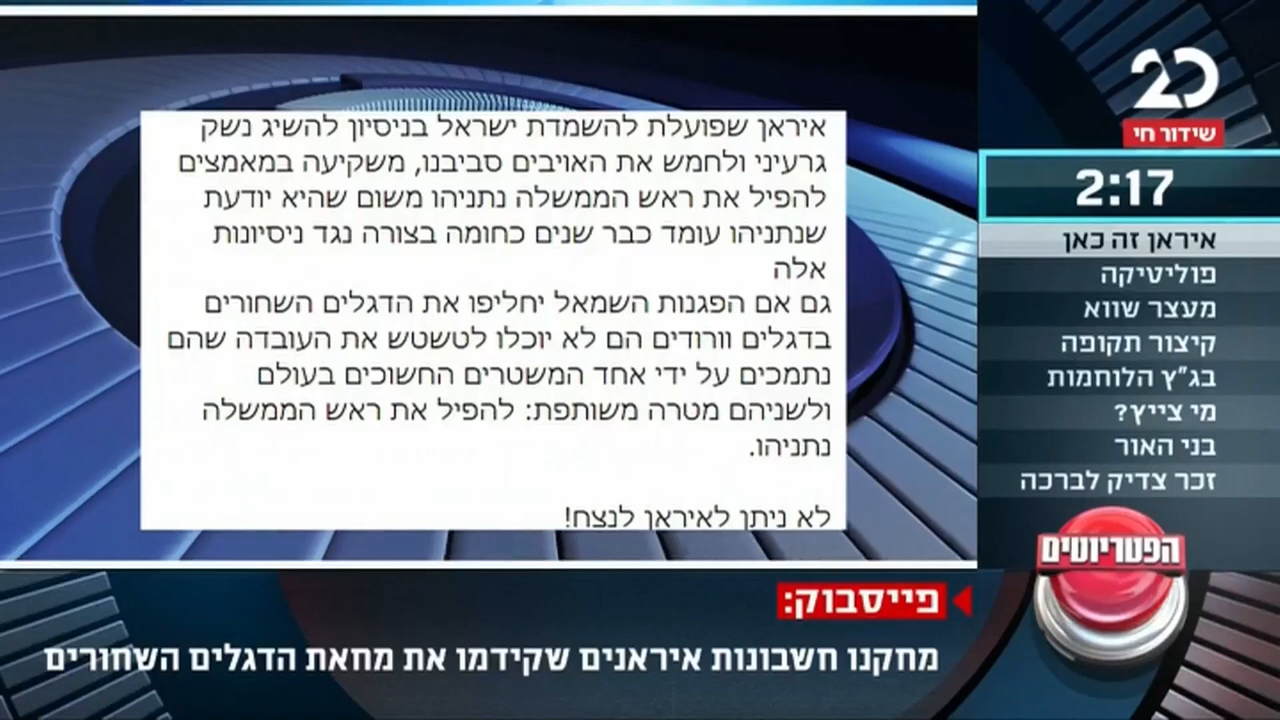 איראן שפועלת להשמדת ישראל בניסיון להשיג נשק
גרעיני ולחמש את האויבים סביבנו, משקיעה במאמצים
להפיל את ראש הממשלה נתניהו משום שהיא יודעת
שנתניהו עומד כבר שנים כחומה בצורה נגד ניסיונות
אלה
גם אם הפגנות השמאל יחליפו את הדגלים השחורים
בדגלים וורודים הם לא יוכלו לטשטש את העובדה שהם
נתמכים על ידי אחד המשטרים החשוכים בעולם
ולשניהם מטרה משותפת: להפיל את ראש הממשלה
נתניהו.
לא ניתן לאיראן לנצח!
20
שידור חי
2:17
איראן זה כאן
פוליטיקה
מעצר שווא
קיצור תקופה
בג"ץ הלוחמות
מי צייץ?
בני האור
זכר צדיק לברכה
הפטריוטים
פייסבוק:
מחקנו חשבונות איראנים שקידמו את מחאת הדגלים השחורים